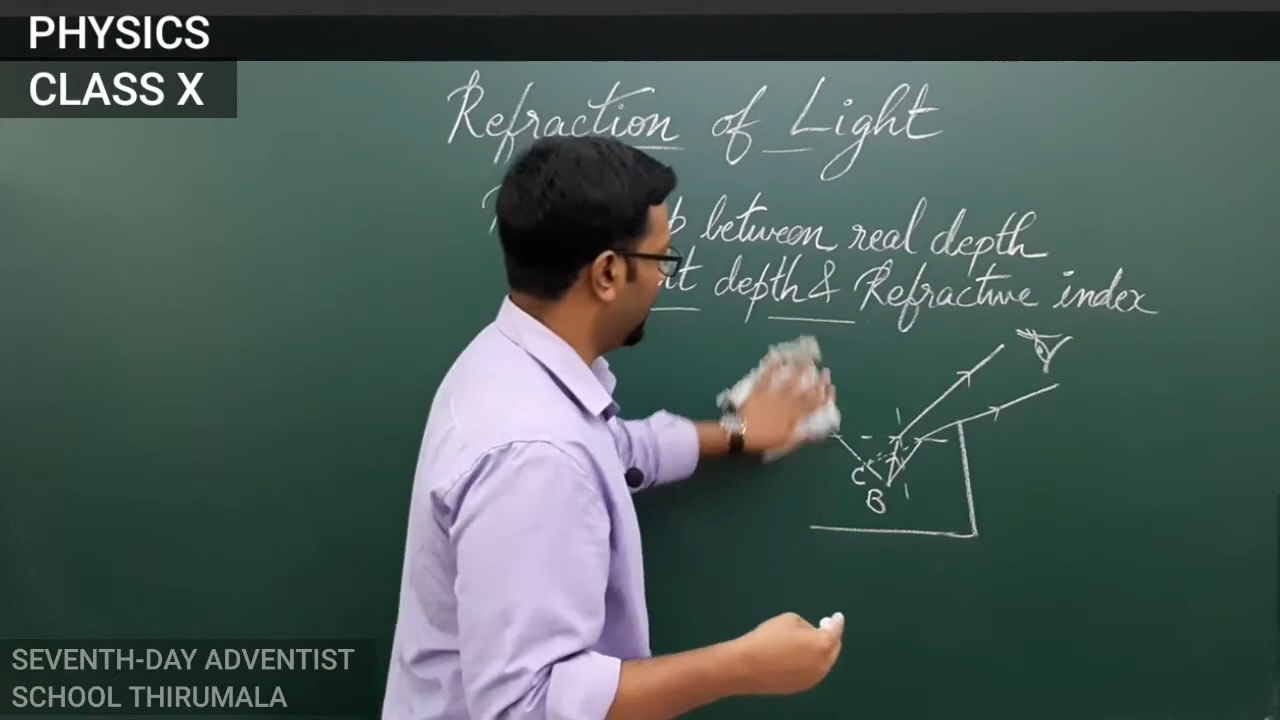 PHYSICS
CLASS X
Refraction of Light
between real depth
depth & Refractive index
C
B
SEVENTH-DAY ADVENTIST
SCHOOL THIRUMALA